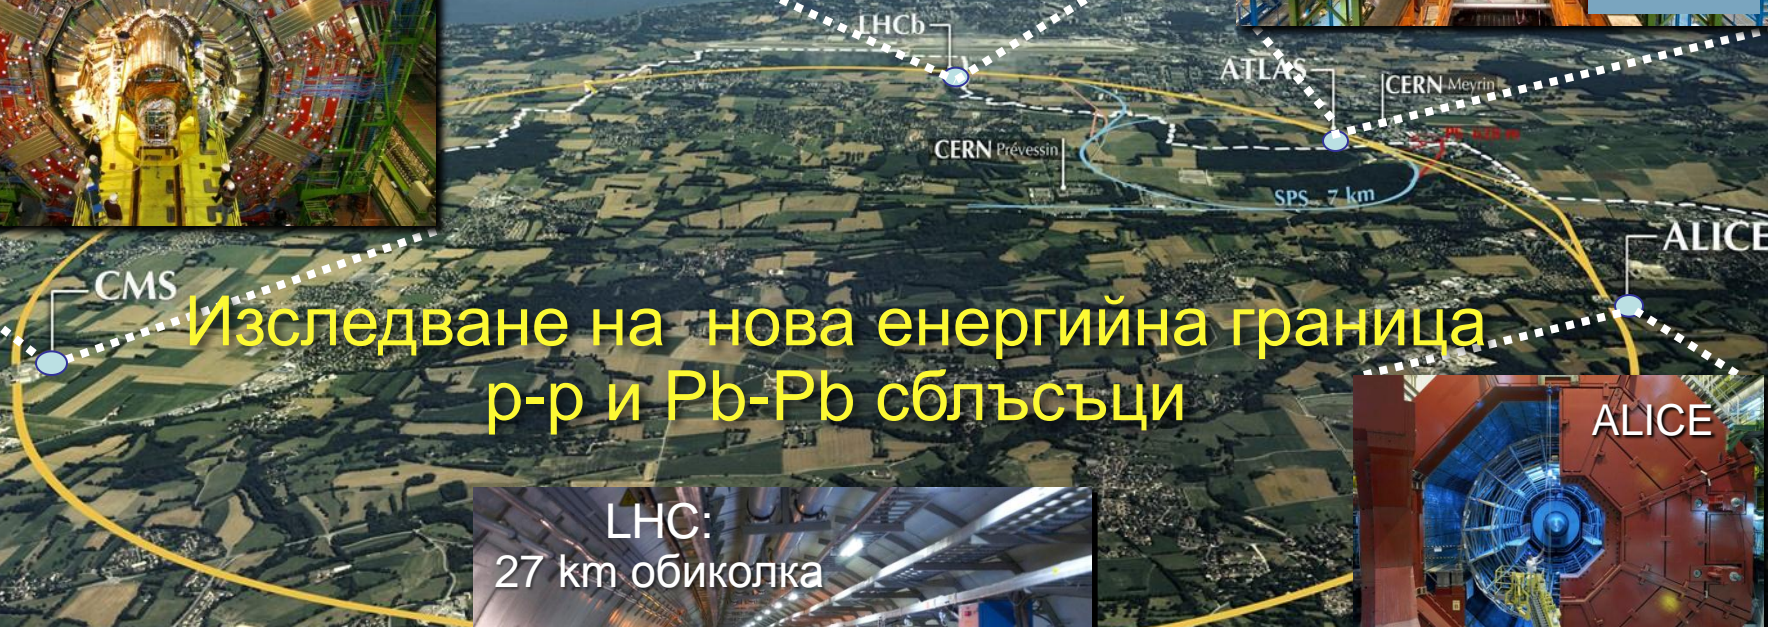 LHCb
ATLAS
CERN Meyrin
CERN Prévessin
SPS 7 km
ALICE
CMS
Изследване на нова енергийна граница
p-p и Pb-Pb сблъсъци
ALICE
LHC:
27 km обиколка